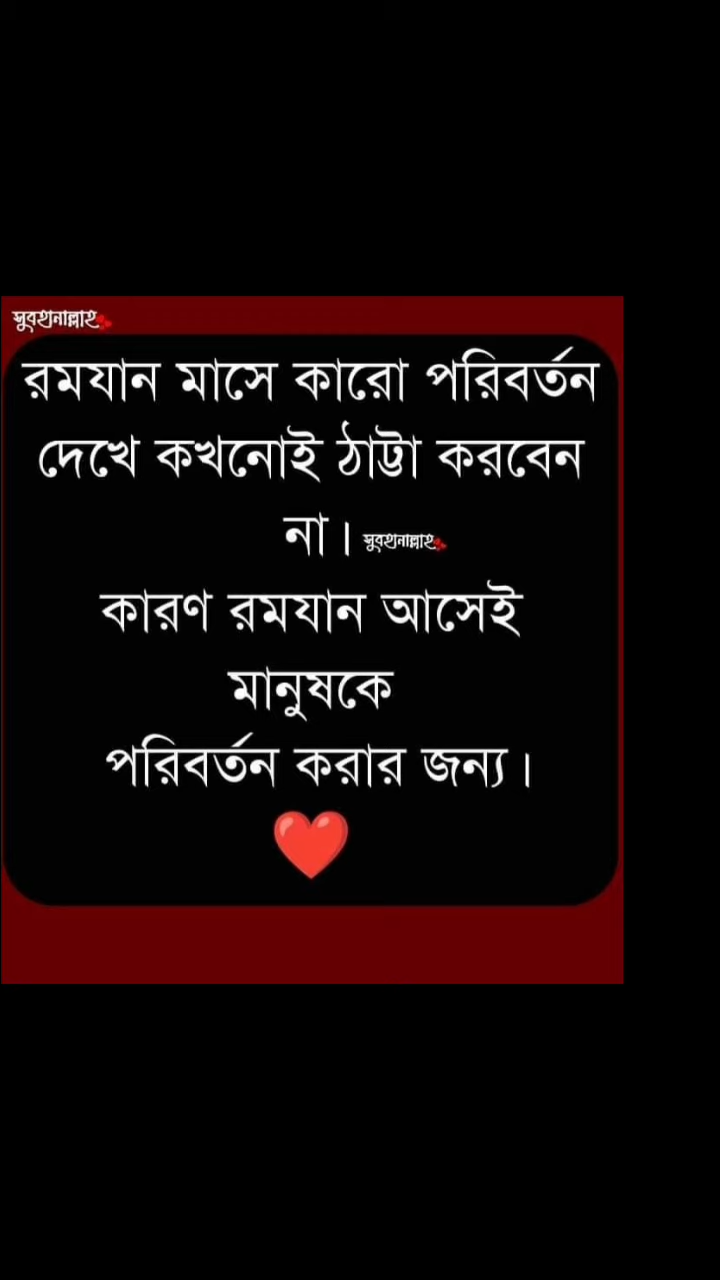 সুবহানাল্লাহ
রমযান মাসে কারো পরিবর্তন
দেখে কখনোই ঠাট্টা করবেন
না। সুবহানাল্লাহ
কারণ রমযান আসেই
মানুষকে
পরিবর্তন করার জন্য।
❤️